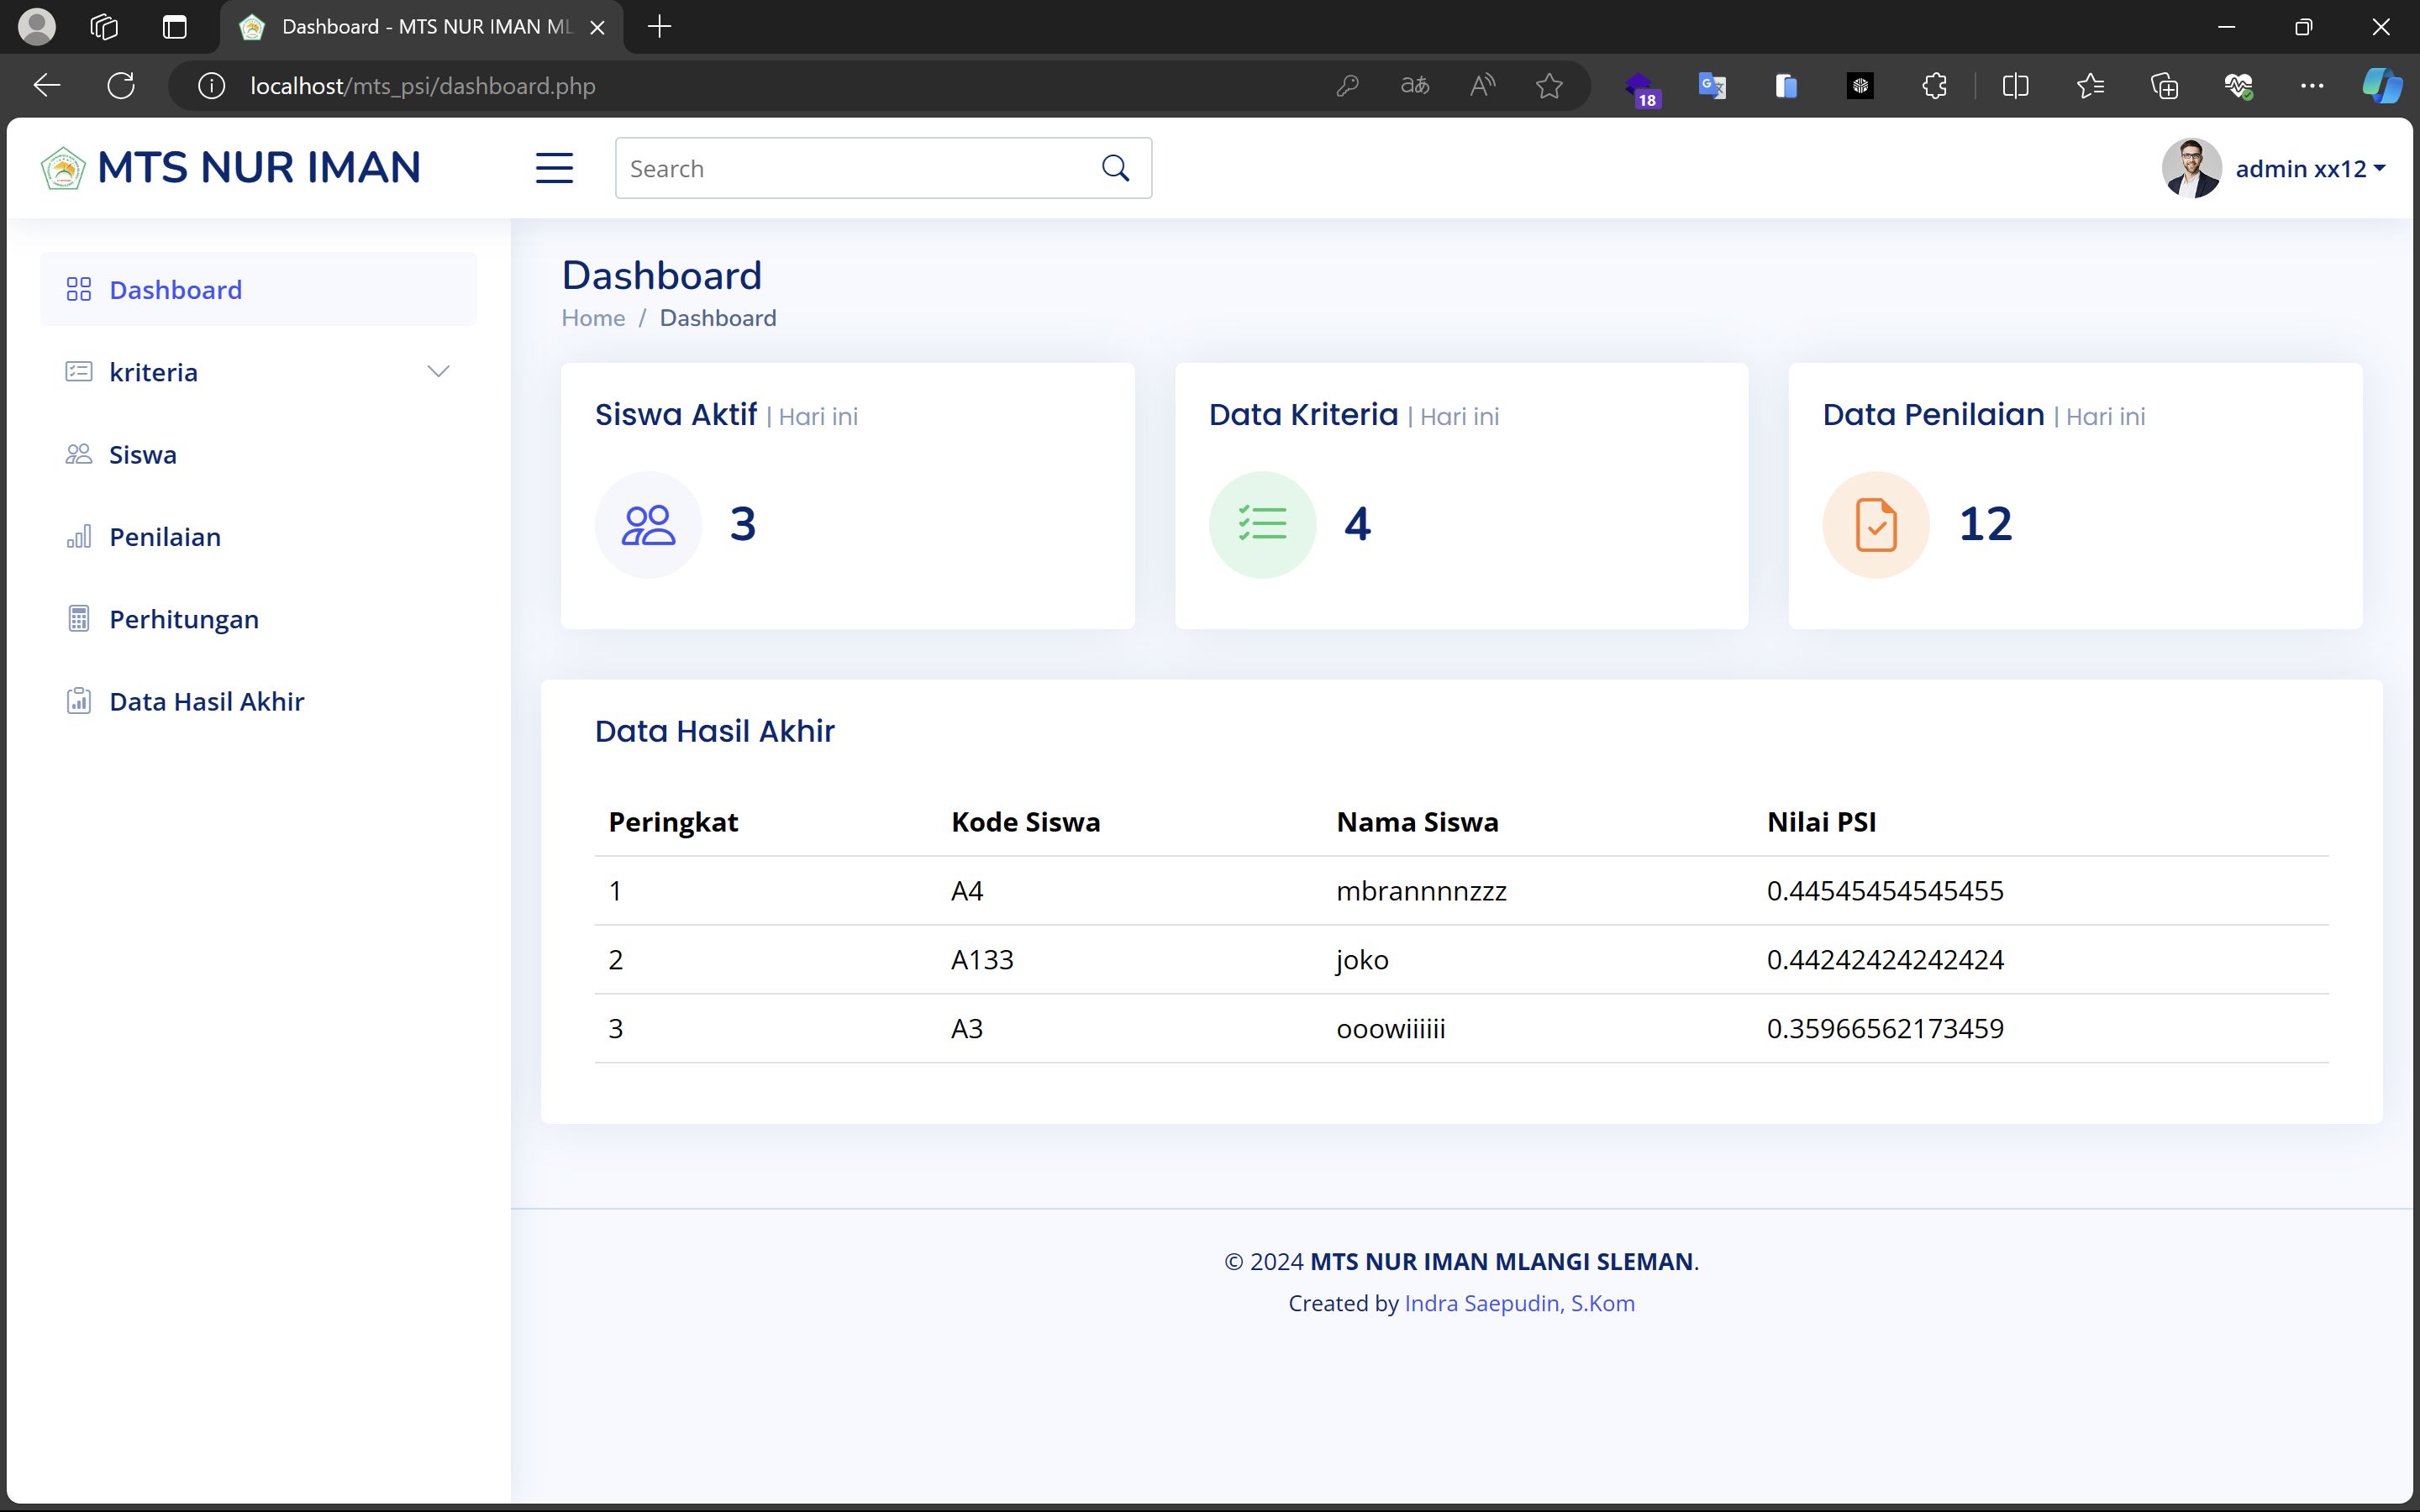 Dashboard - MTS NUR IMAN ML
localhost/mts_psi/dashboard.php
18
MTS NUR IMAN
Search
admin xx12
Dashboard
kriteria
Siswa
Penilaian
Perhitungan
Data Hasil Akhir
Dashboard
Home / Dashboard
Siswa Aktif | Hari ini
3
Data Kriteria | Hari ini
4
Data Penilaian | Hari ini
12
Data Hasil Akhir
Peringkat Kode Siswa Nama Siswa Nilai PSI
1 A4 mbrannnnzzz 0.44545454545455
2 A133 joko 0.44242424242424
3 A3 ooowiiiiii 0.35966562173459
© 2024 MTS NUR IMAN MLANGI SLEMAN.
Created by Indra Saepudin, S.Kom